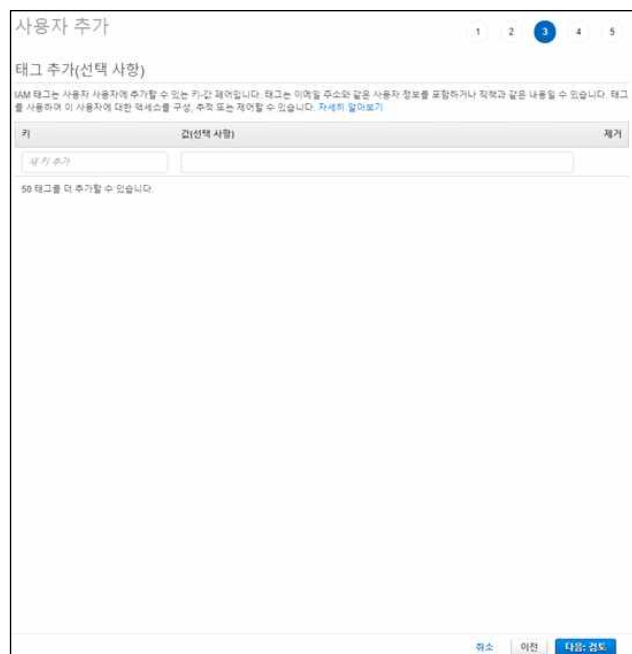 사용자 추가
1 2 3 4 5
태그 추가(선택 사항)
IAM 태그는 사용자 사용자에 추가할 수 있는 키-값 페어입니다. 태그는 이메일 주소와 같은 사용자 정보를 포함하거나 직책과 같은 내용일 수 있습니다. 태그
를 사용하여 이 사용자에 대한 액세스를 구성, 추적 또는 제어할 수 있습니다. 자세히 알아보기
키 값(선택 사항) 제거
새 키 추가
50 태그를 더 추가할 수 있습니다.
취소 이전 다음: 검토